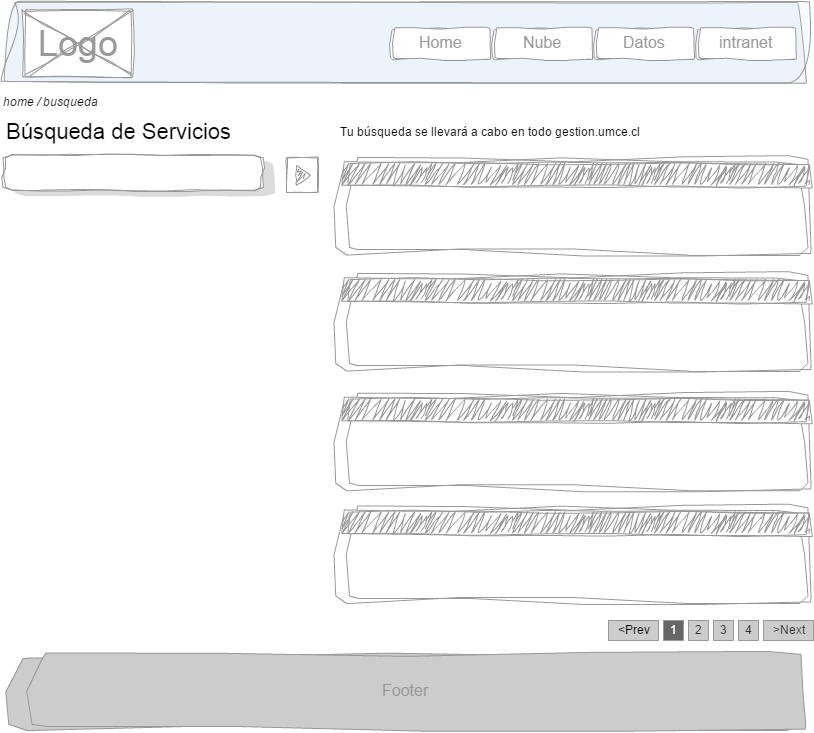 Logo
Home Nube Datos intranet
home / busqueda
Búsqueda de Servicios
Tu búsqueda se llevará a cabo en todo gestion.umce.cl
<Prev 1 2 3 4 >Next
Footer